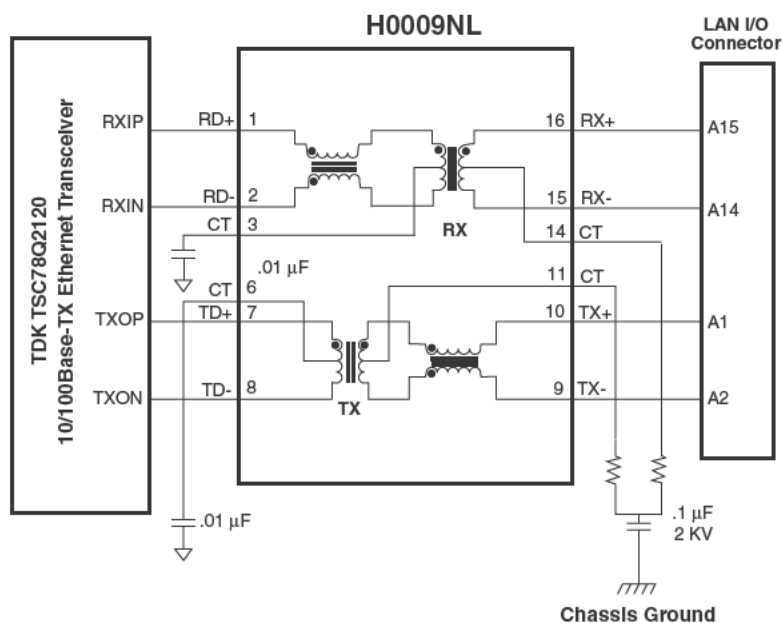 H0009NL
LAN I/O
Connector
TDK TSC78Q2120
10/100Base-TX Ethernet Transceiver
RXIP
RD+
1
16
RX+
A15
RXIN
RD-
2
15
RX-
A14
CT
3
RX
14
CT
.01 µF
11
CT
CT
6
TXOP
TD+
7
10
TX+
A1
TXON
TD-
8
TX
9
TX-
A2
.01 µF
.1 µF
2 KV
Chassis Ground